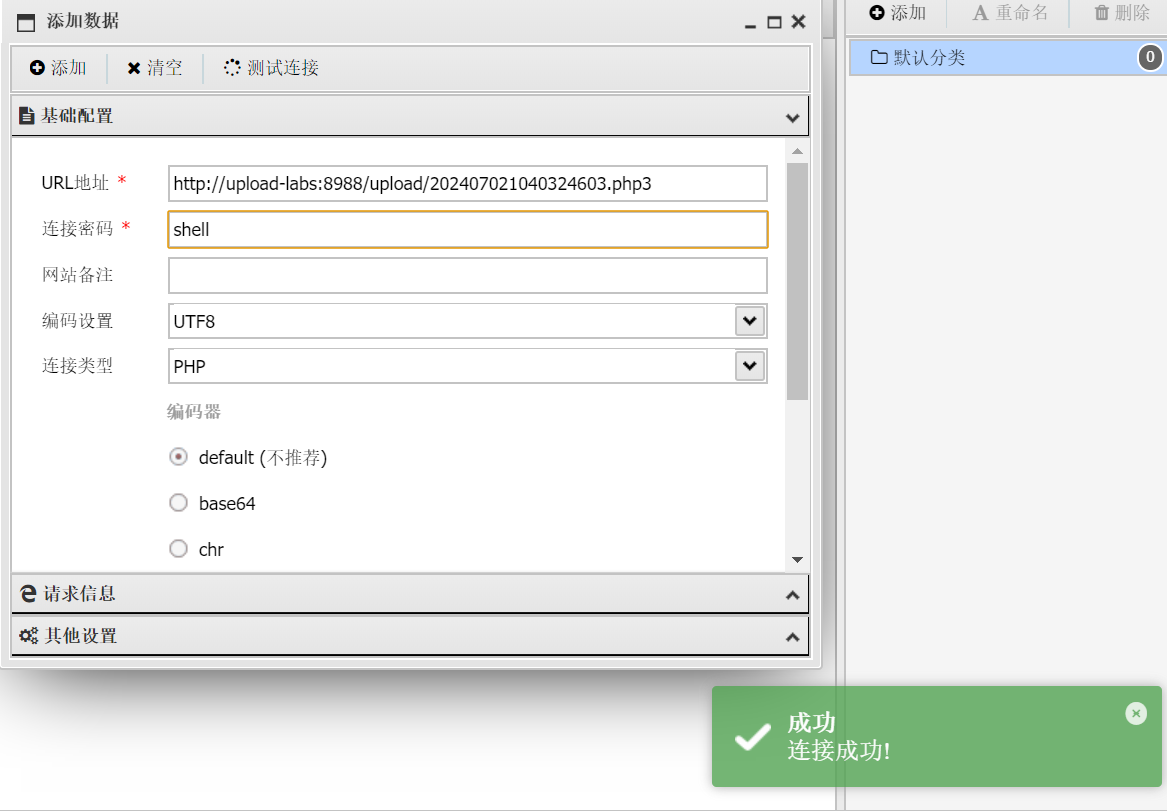 添加数据
添加 清空 测试连接
基础配置
URL地址 * http://upload-labs:8988/upload/202407021040324603.php3
连接密码 * shell
网站备注
编码设置 UTF8
连接类型 PHP
编码器
default (不推荐)
base64
chr
请求信息
其他设置
添加 重命名 删除
默认分类 0
成功
连接成功!